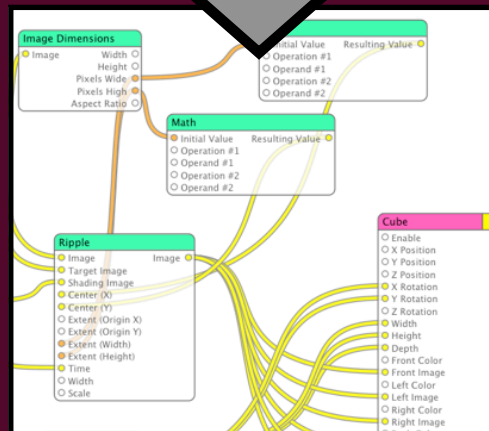 Image Dimensions
Image
Width
Height
Pixels Wide
Pixels High
Aspect Ratio
Initial Value
Resulting Value
Operation #1
Operand #1
Operation #2
Operand #2
Math
Initial Value
Resulting Value
Operation #1
Operand #1
Operation #2
Operand #2
Ripple
Image
Image
Target Image
Shading Image
Center (X)
Center (Y)
Extent (Origin X)
Extent (Origin Y)
Extent (Width)
Extent (Height)
Time
Width
Scale
Cube
Enable
X Position
Y Position
Z Position
X Rotation
Y Rotation
Z Rotation
Width
Height
Depth
Front Color
Front Image
Left Color
Left Image
Right Color
Right Image